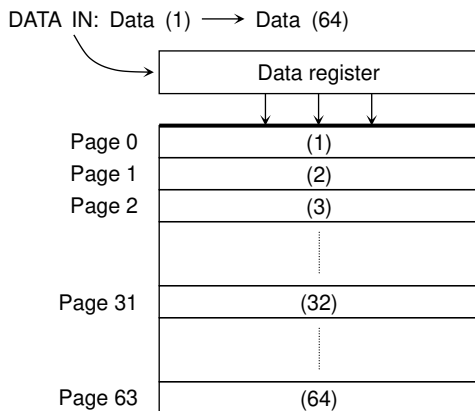 DATA IN: Data (1) Data (64)
Data register
Page 0 (1)
Page 1 (2)
Page 2 (3)
Page 31 (32)
Page 63 (64)